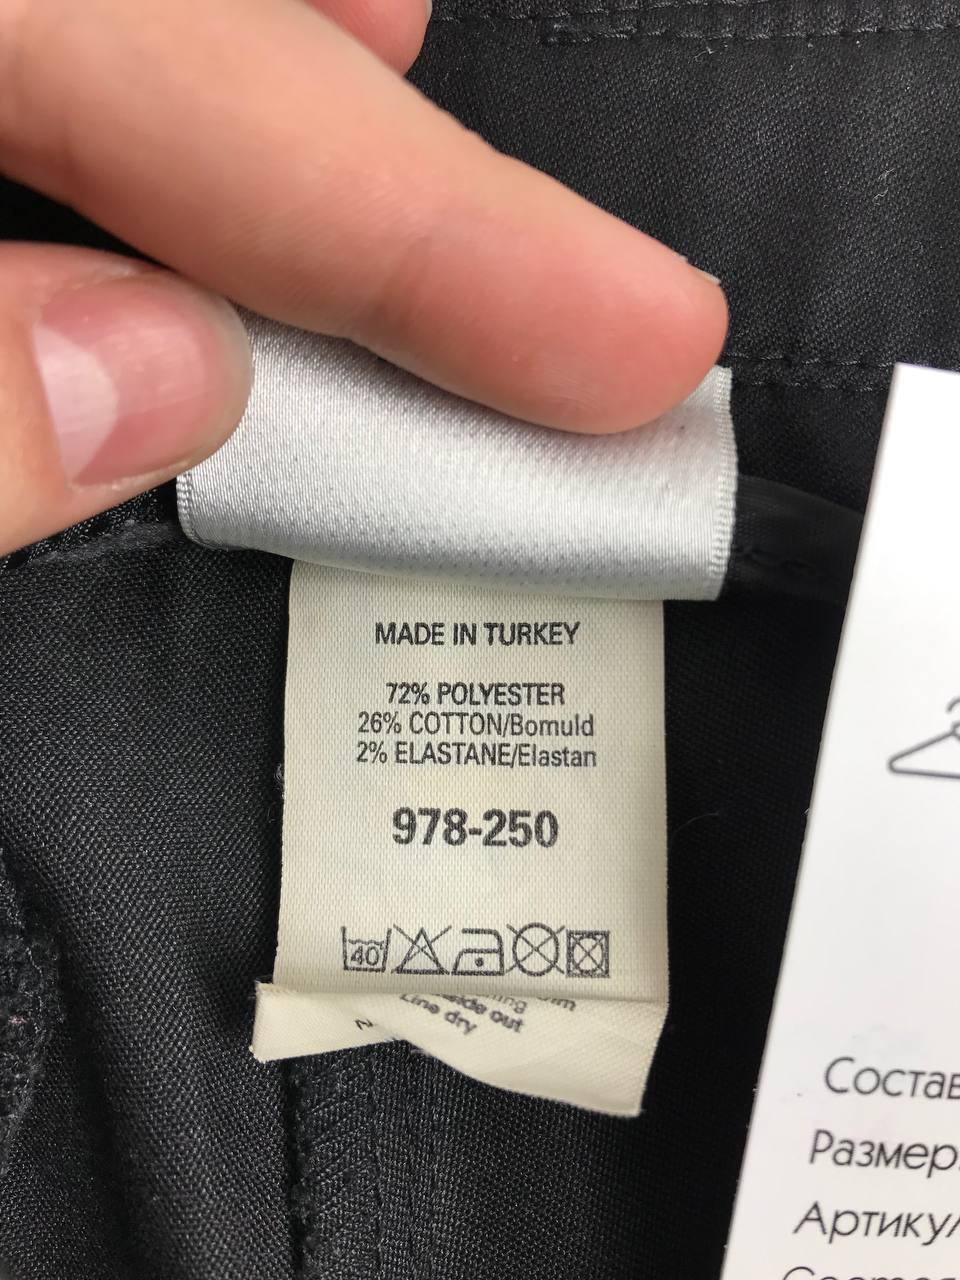 MADE IN TURKEY
72% POLYESTER
26% COTTON/Bomuld
2% ELASTANE/Elastan
978-250
40
out
Line dry
Состав
Размер
Артикул